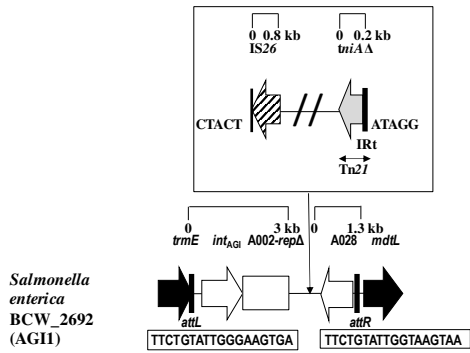 0 0.8 kb 0 0.2 kb
IS26 tniAΔ
CTACT ATAGG
IRt
Tn21
0 3 kb 0 1.3 kb
trmE intAGI A002-repΔ A028 mdtL
Salmonella
enterica
BCW_2692
(AGI1)
attL attR
TTCTGTATTGGGAAGTGA TTCTGTATTGGTAAGTAA